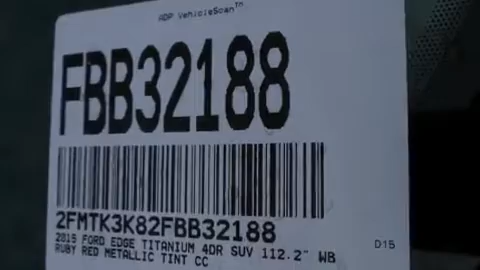 ADP VehicleScan™
FBB32188
2FMTK3K82FBB32188
2015 FORD EDGE TITANIUM 4DR SUV 112.2" WB
RUBY RED METALLIC TINT CC
D15